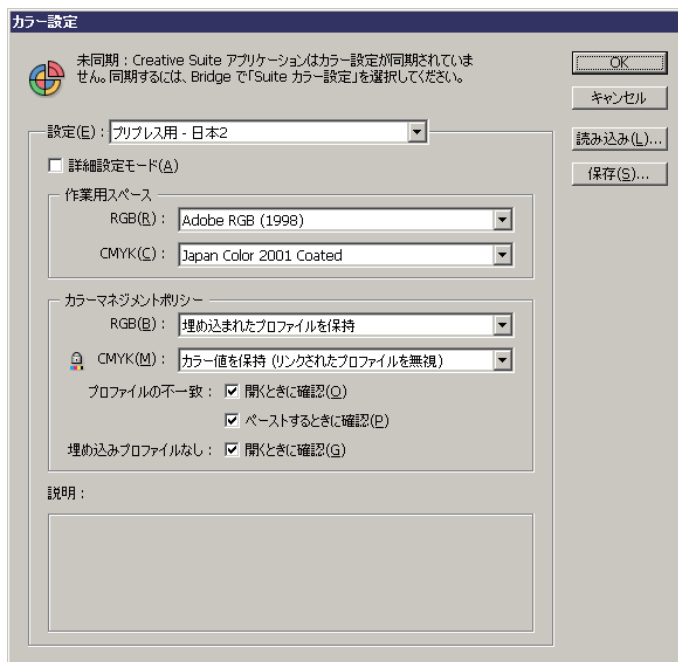 カラー設定
未同期：Creative Suite アプリケーションはカラー設定が同期されていま
せん。同期するには、Bridge で「Suite カラー設定」を選択してください。
OK
キャンセル
読み込み(L)...
保存(S)...
設定(E)：プリプレス用 - 日本2
詳細設定モード(A)
作業用スペース
RGB(R)： Adobe RGB (1998)
CMYK(C)： Japan Color 2001 Coated
カラーマネジメントポリシー
RGB(B)： 埋め込まれたプロファイルを保持
CMYK(M)： カラー値を保持 (リンクされたプロファイルを無視)
プロファイルの不一致： 開くときに確認(O)
ペーストするときに確認(P)
埋め込みプロファイルなし： 開くときに確認(G)
説明：